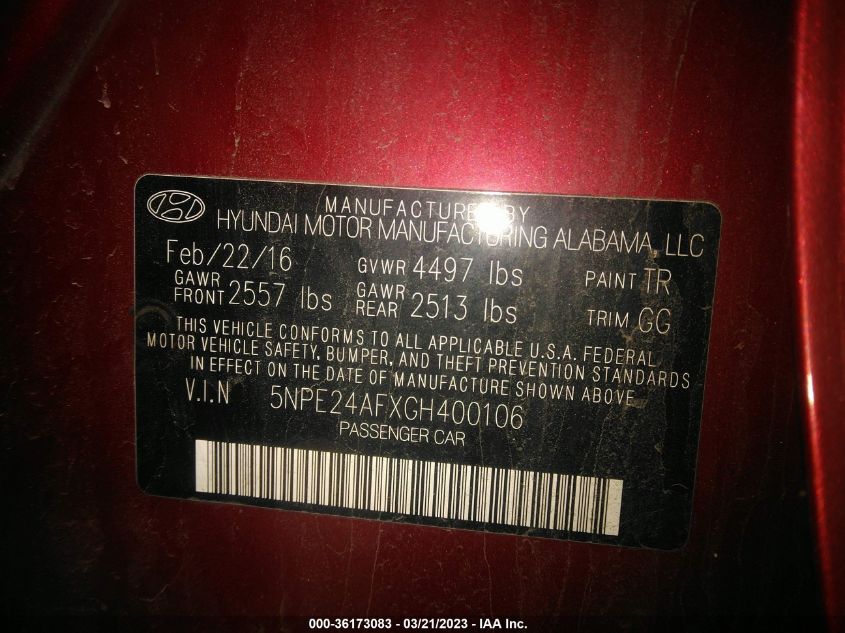 MANUFACTURED BY
HYUNDAI MOTOR MANUFACTURING ALABAMA, LLC
Feb/22/16 GVWR 4497 lbs PAINT TR
GAWR FRONT 2557 lbs GAWR REAR 2513 lbs TRIM GG
THIS VEHICLE CONFORMS TO ALL APPLICABLE U.S.A. FEDERAL
MOTOR VEHICLE SAFETY, BUMPER, AND THEFT PREVENTION STANDARDS
IN EFFECT ON THE DATE OF MANUFACTURE SHOWN ABOVE.
V.I.N 5NPE24AFXGH400106
PASSENGER CAR
000-36173083 - 03/21/2023 - IAA Inc.